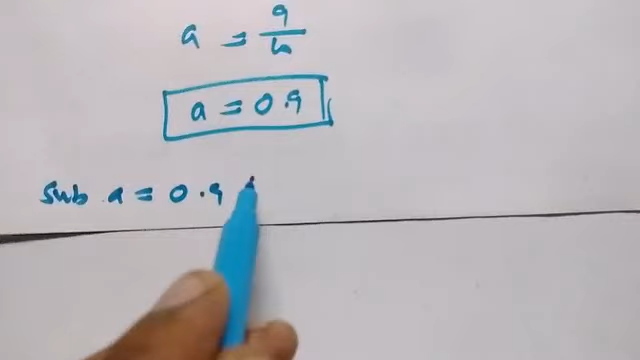 a = 9/10
a = 0.9
Sub a = 0.9